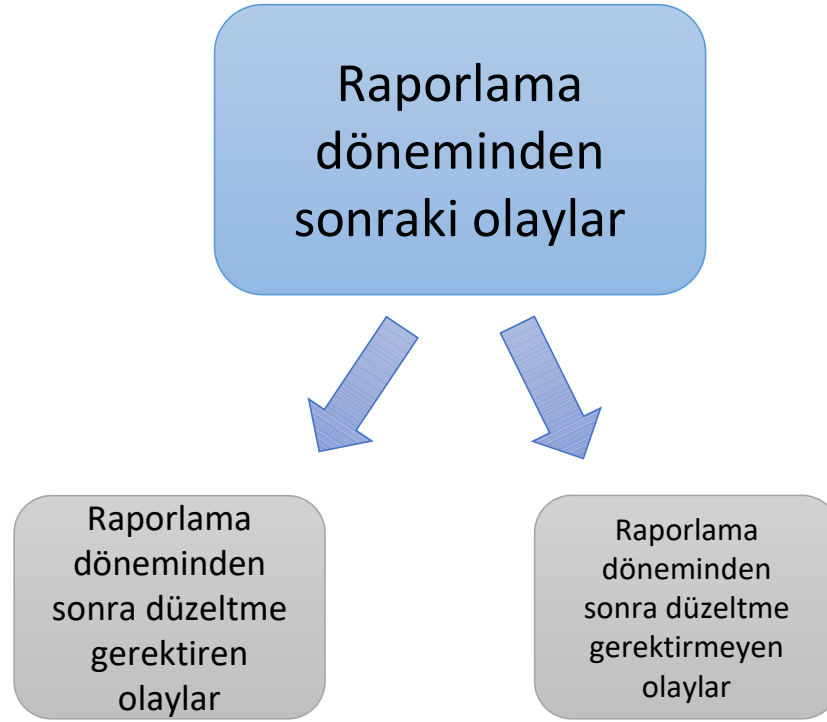 Raporlama
döneminden
sonraki olaylar
Raporlama
döneminden
sonra düzeltme
gerektiren
olaylar
Raporlama
döneminden
sonra düzeltme
gerektirmeyen
olaylar